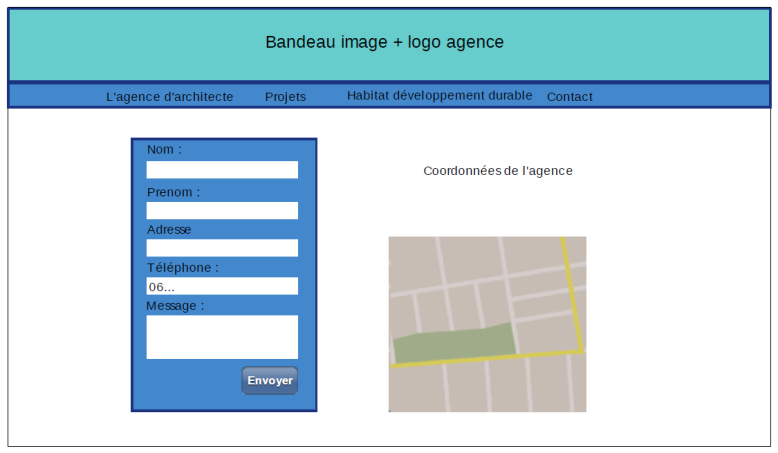 Bandeau image + logo agence
L'agence d'architecte
Projets
Habitat développement durable
Contact
Nom :
Prenom :
Adresse
Téléphone :
06...
Message :
Envoyer
Coordonnées de l'agence